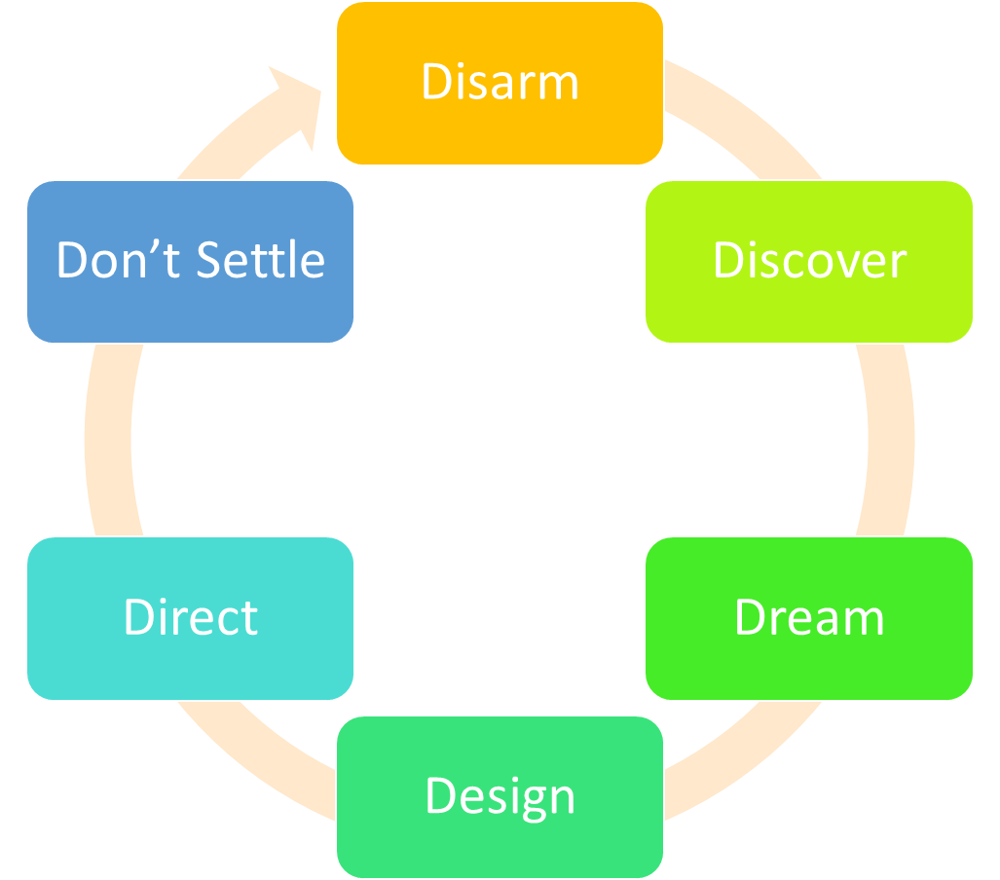 Disarm
Discover
Dream
Design
Direct
Don’t Settle